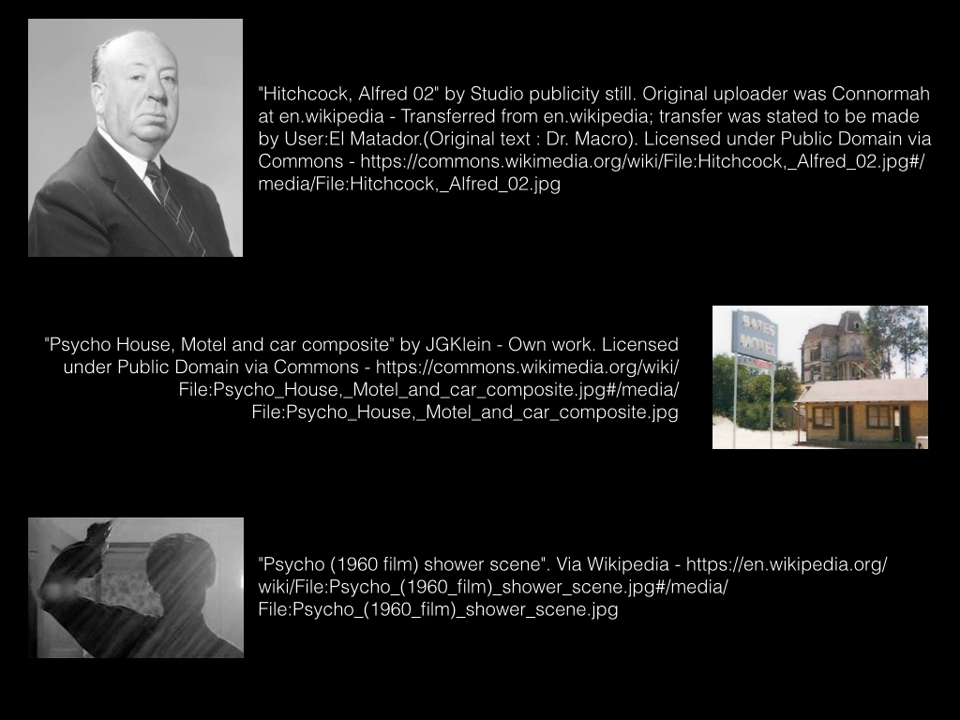 "Hitchcock, Alfred 02" by Studio publicity still. Original uploader was Connormah
at en.wikipedia - Transferred from en.wikipedia; transfer was stated to be made
by User:El Matador.(Original text : Dr. Macro). Licensed under Public Domain via
Commons - https://commons.wikimedia.org/wiki/File:Hitchcock,_Alfred_02.jpg#/
media/File:Hitchcock,_Alfred_02.jpg
"Psycho House, Motel and car composite" by JGKlein - Own work. Licensed
under Public Domain via Commons - https://commons.wikimedia.org/wiki/
File:Psycho_House,_Motel_and_car_composite.jpg#/media/
File:Psycho_House,_Motel_and_car_composite.jpg
BATES
MOTEL
"Psycho (1960 film) shower scene". Via Wikipedia - https://en.wikipedia.org/
wiki/File:Psycho_(1960_film)_shower_scene.jpg#/media/
File:Psycho_(1960_film)_shower_scene.jpg